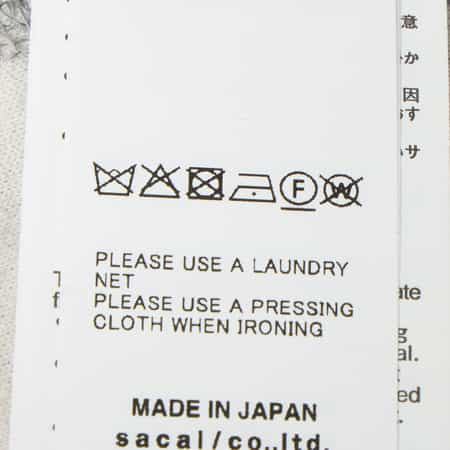 意
か
因
す
サ
F
W
PLEASE USE A LAUNDRY
NET
PLEASE USE A PRESSING
CLOTH WHEN IRONING
MADE IN JAPAN
sacai/co.,ltd.
ate
g
al.
t
ed